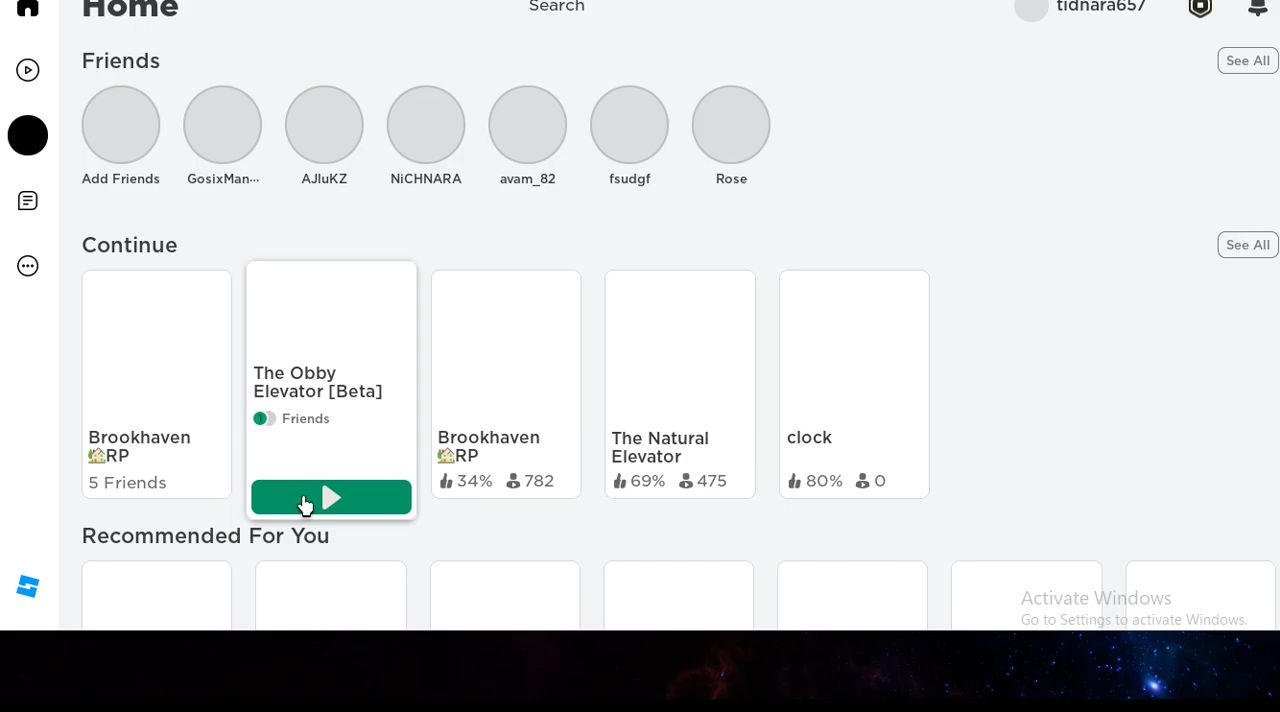 Home
Search
tidnara657
Friends
See All
Add Friends
GosixMan...
AJIuKZ
NiCHNARA
avam_82
fsudgf
Rose
Continue
See All
Brookhaven
🏡RP
5 Friends
The Obby
Elevator [Beta]
1 Friends
Brookhaven
🏡RP
34% 782
The Natural
Elevator
69% 475
clock
80% 0
Recommended For You
Activate Windows
Go to Settings to activate Windows.